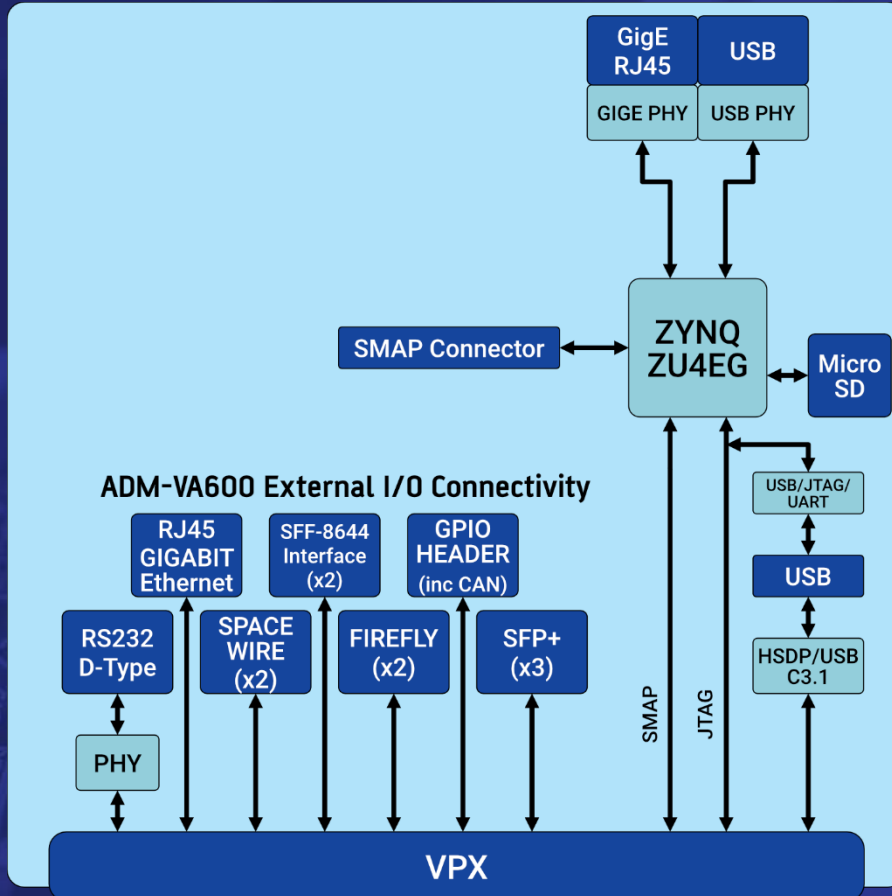 GigE
RJ45
USB
GIGE PHY
USB PHY
SMAP Connector
ZYNQ
ZU4EG
Micro
SD
ADM-VA600 External I/O Connectivity
USB/JTAG/
UART
RJ45
GIGABIT
Ethernet
SFF-8644
Interface
(x2)
GPIO
HEADER
(inc CAN)
USB
RS232
D-Type
SPACE
WIRE
(x2)
FIREFLY
(x2)
SFP+
(x3)
HSDP/USB
C3.1
SMAP
JTAG
PHY
VPX